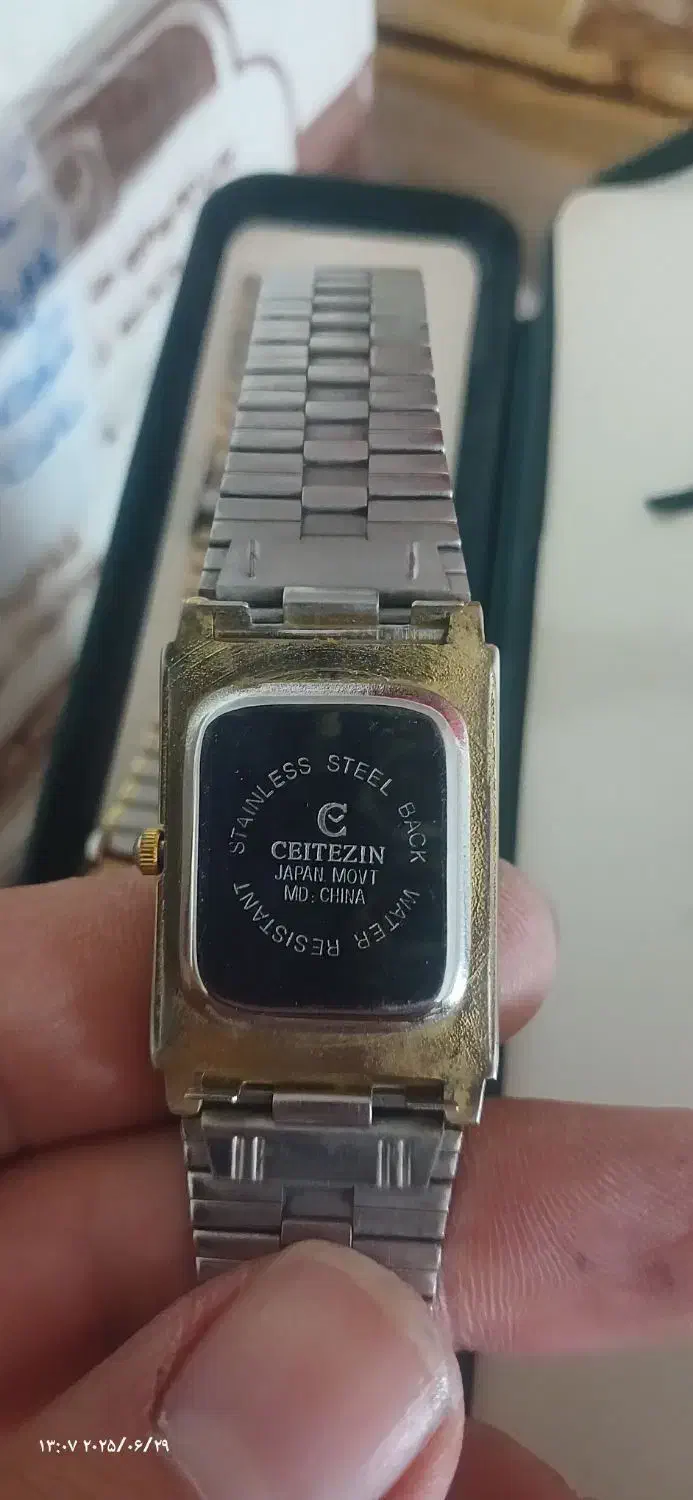 STAINLESS STEEL BACK
WATER RESISTANT
CEITEZIN
JAPAN MOVT
MD: CHINA
۱۳:۰۷ ۲۰۲۵/۰۶/۲۹